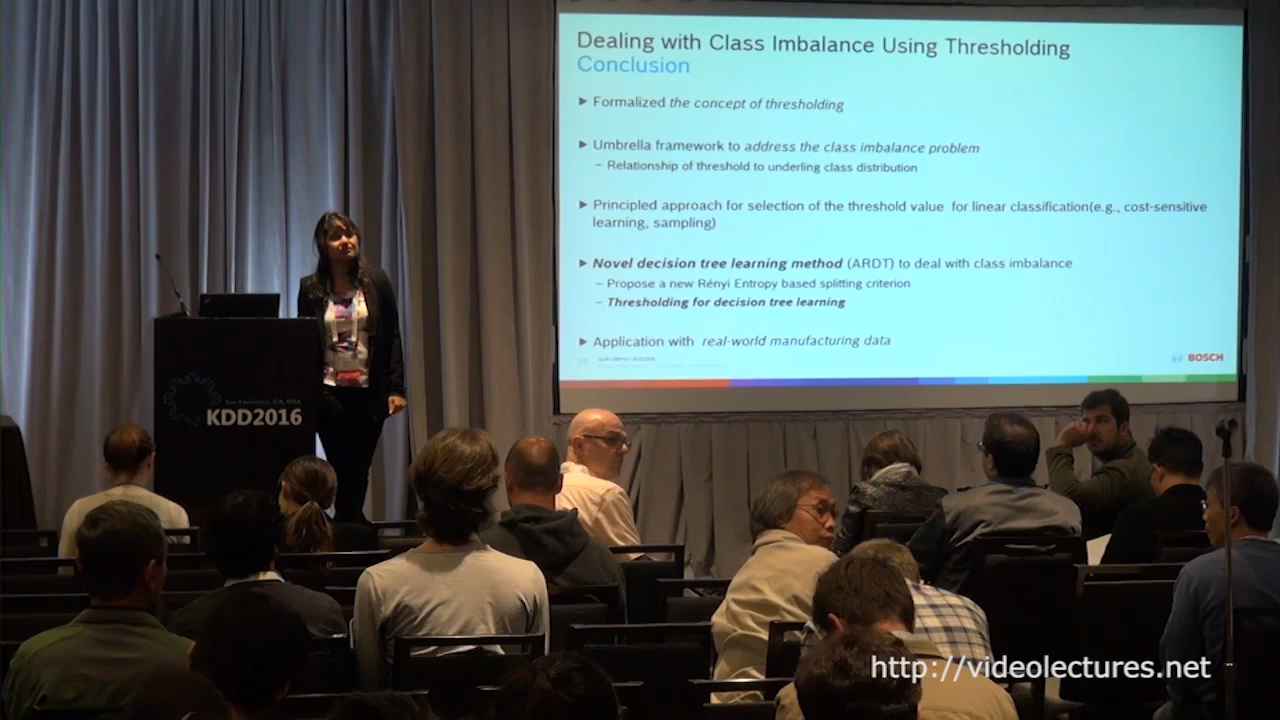 Dealing with Class Imbalance Using Thresholding
Conclusion
► Formalized the concept of thresholding
► Umbrella framework to address the class imbalance problem
– Relationship of threshold to underling class distribution
► Principled approach for selection of the threshold value for linear classification(e.g., cost-sensitive
learning, sampling)
► Novel decision tree learning method (ARDT) to deal with class imbalance
– Propose a new Rényi Entropy based splitting criterion
– Thresholding for decision tree learning
► Application with real-world manufacturing data
BOSCH
San Francisco, CA, USA
KDD2016
http://videolectures.net